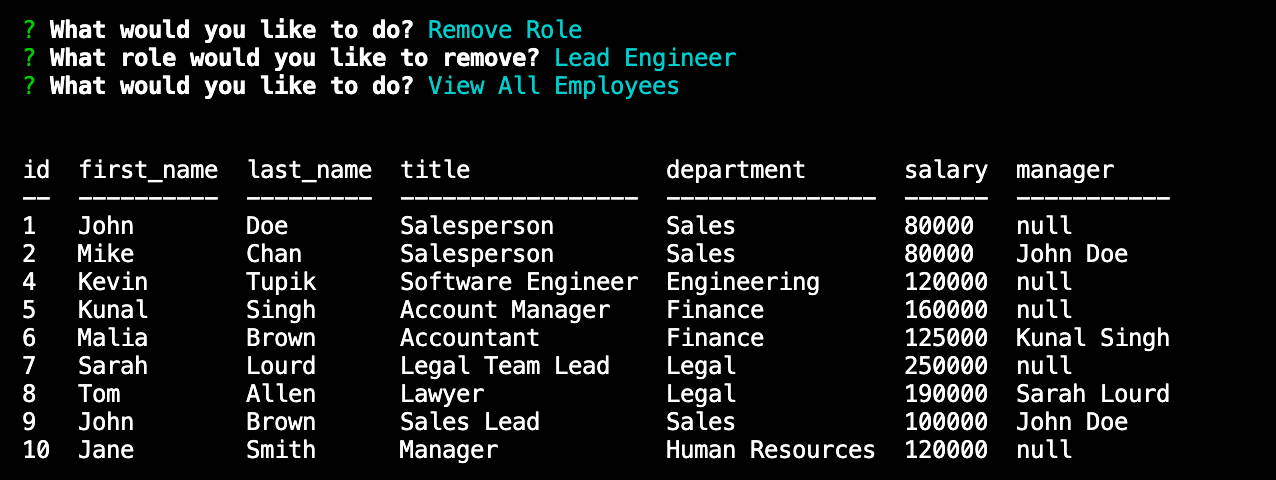 ? What would you like to do? Remove Role
? What role would you like to remove? Lead Engineer
? What would you like to do? View All Employees
id  first_name  last_name  title              department       salary  manager
--  ----------  ---------  -----------------  ---------------  ------  -----------
1   John        Doe        Salesperson        Sales            80000   null
2   Mike        Chan       Salesperson        Sales            80000   John Doe
4   Kevin       Tupik      Software Engineer  Engineering      120000  null
5   Kunal       Singh      Account Manager    Finance          160000  null
6   Malia       Brown      Accountant         Finance          125000  Kunal Singh
7   Sarah       Lourd      Legal Team Lead    Legal            250000  null
8   Tom         Allen      Lawyer             Legal            190000  Sarah Lourd
9   John        Brown      Sales Lead         Sales            100000  John Doe
10  Jane        Smith      Manager            Human Resources  120000  null